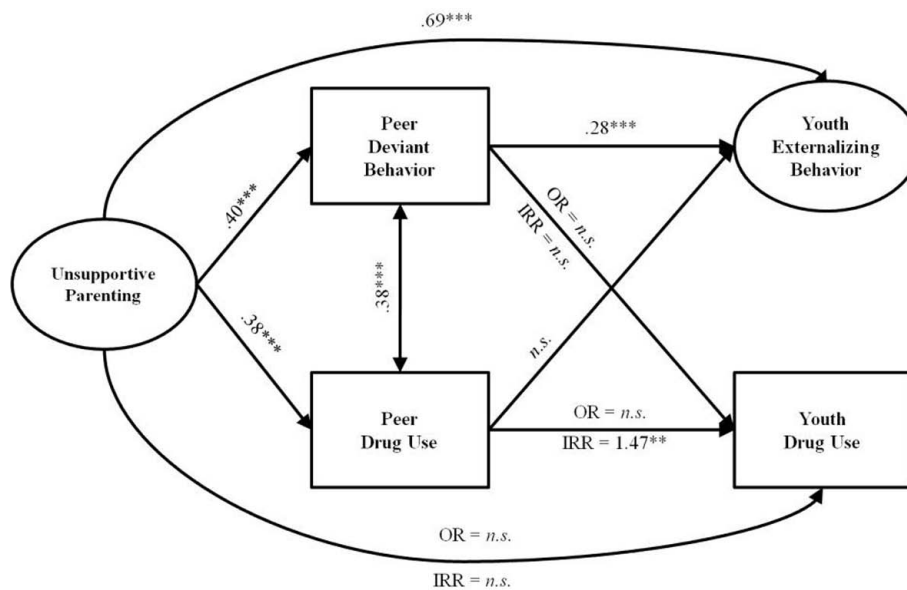 .69***
Peer
Deviant
Behavior
.28***
Youth
Externalizing
Behavior
.40***
OR = n.s.
IRR = n.s.
Unsupportive
Parenting
.38***
.38***
n.s.
Peer
Drug Use
OR = n.s.
IRR = 1.47**
Youth
Drug Use
OR = n.s.
IRR = n.s.